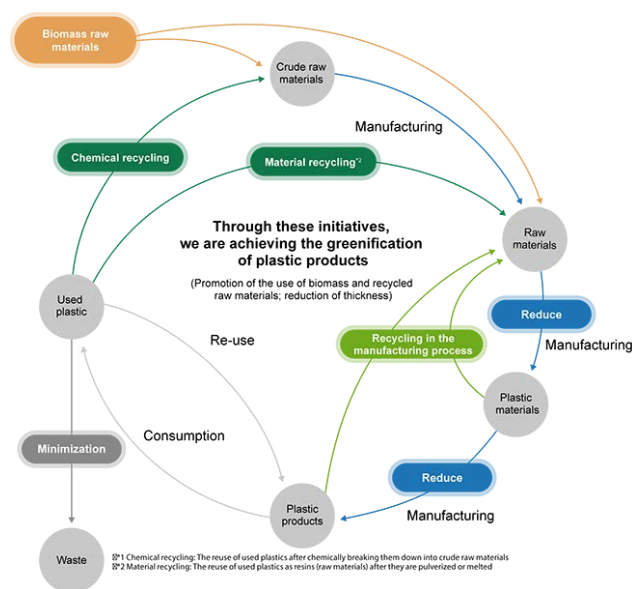 Biomass raw
materials
Crude raw
materials
Manufacturing
Chemical recycling
Material recycling*2
Through these initiatives,
we are achieving the greenification
of plastic products
(Promotion of the use of biomass and recycled
raw materials; reduction of thickness)
Raw
materials
Used
plastic
Re-use
Recycling in the
manufacturing process
Reduce
Manufacturing
Plastic
materials
Consumption
Minimization
Reduce
Manufacturing
Plastic
products
Waste
*1 Chemical recycling: The reuse of used plastics after chemically breaking them down into crude raw materials
*2 Material recycling: The reuse of used plastics as resins (raw materials) after they are pulverized or melted